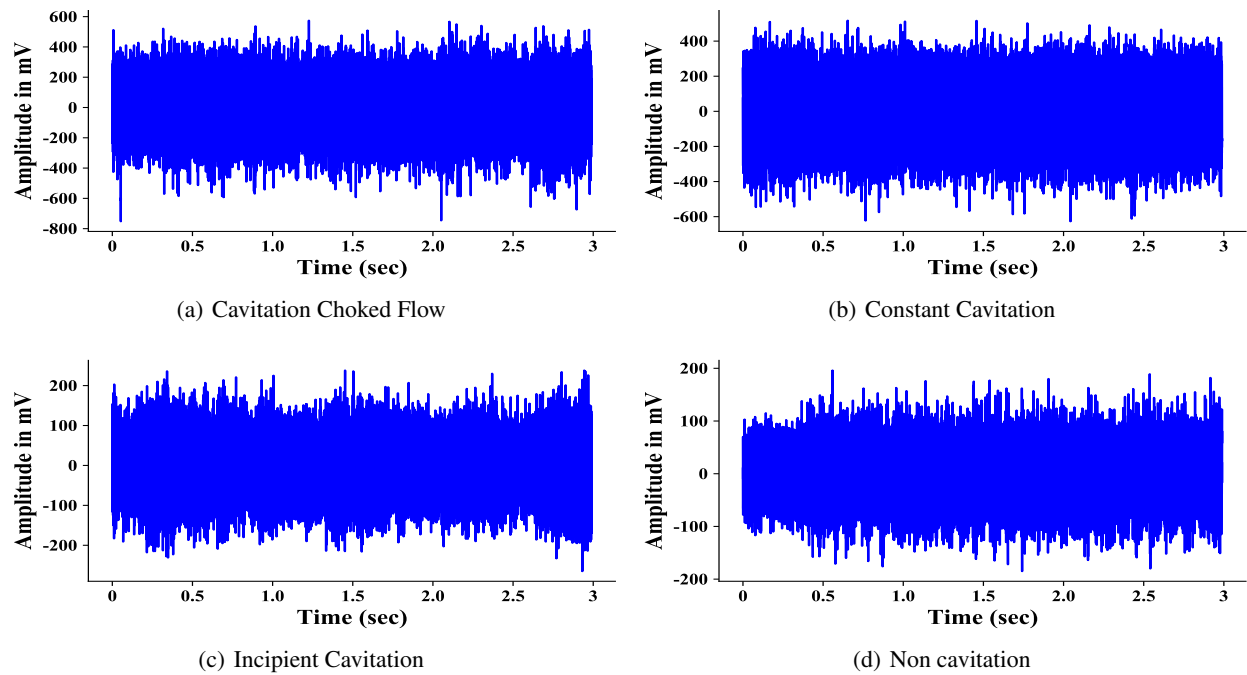 600
400
200
0
-200
-400
-600
-800
Amplitude in mV
0 0.5 1.0 1.5 2.0 2.5 3
Time (sec)
(a) Cavitation Choked Flow
400
200
0
-200
-400
-600
Amplitude in mV
0 0.5 1.0 1.5 2.0 2.5 3
Time (sec)
(b) Constant Cavitation
200
100
0
-100
-200
Amplitude in mV
0 0.5 1.0 1.5 2.0 2.5 3
Time (sec)
(c) Incipient Cavitation
200
100
0
-100
-200
Amplitude in mV
0 0.5 1.0 1.5 2.0 2.5 3
Time (sec)
(d) Non cavitation